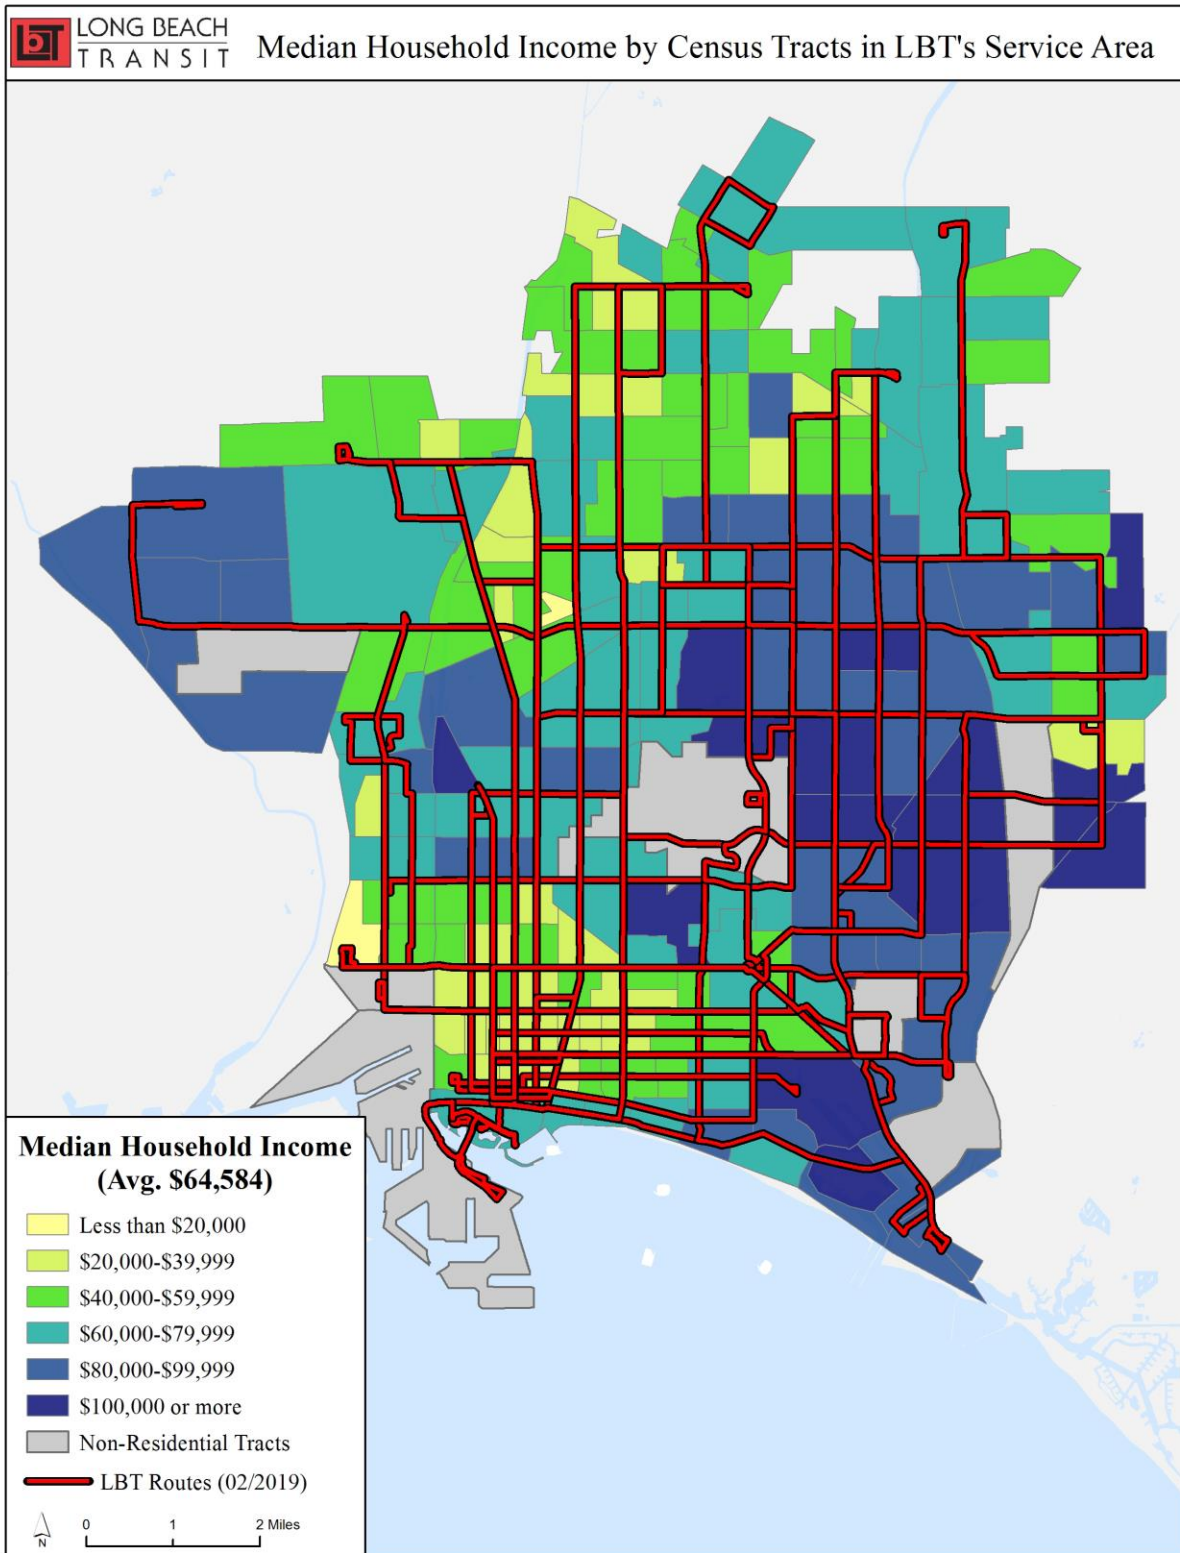 bT
LONG BEACH
TRANSIT
Median Household Income by Census Tracts in LBT's Service Area
Median Household Income
(Avg. $64,584)
Less than $20,000
$20,000-$39,999
$40,000-$59,999
$60,000-$79,999
$80,000-$99,999
$100,000 or more
Non-Residential Tracts
LBT Routes (02/2019)
N
0 1 2 Miles